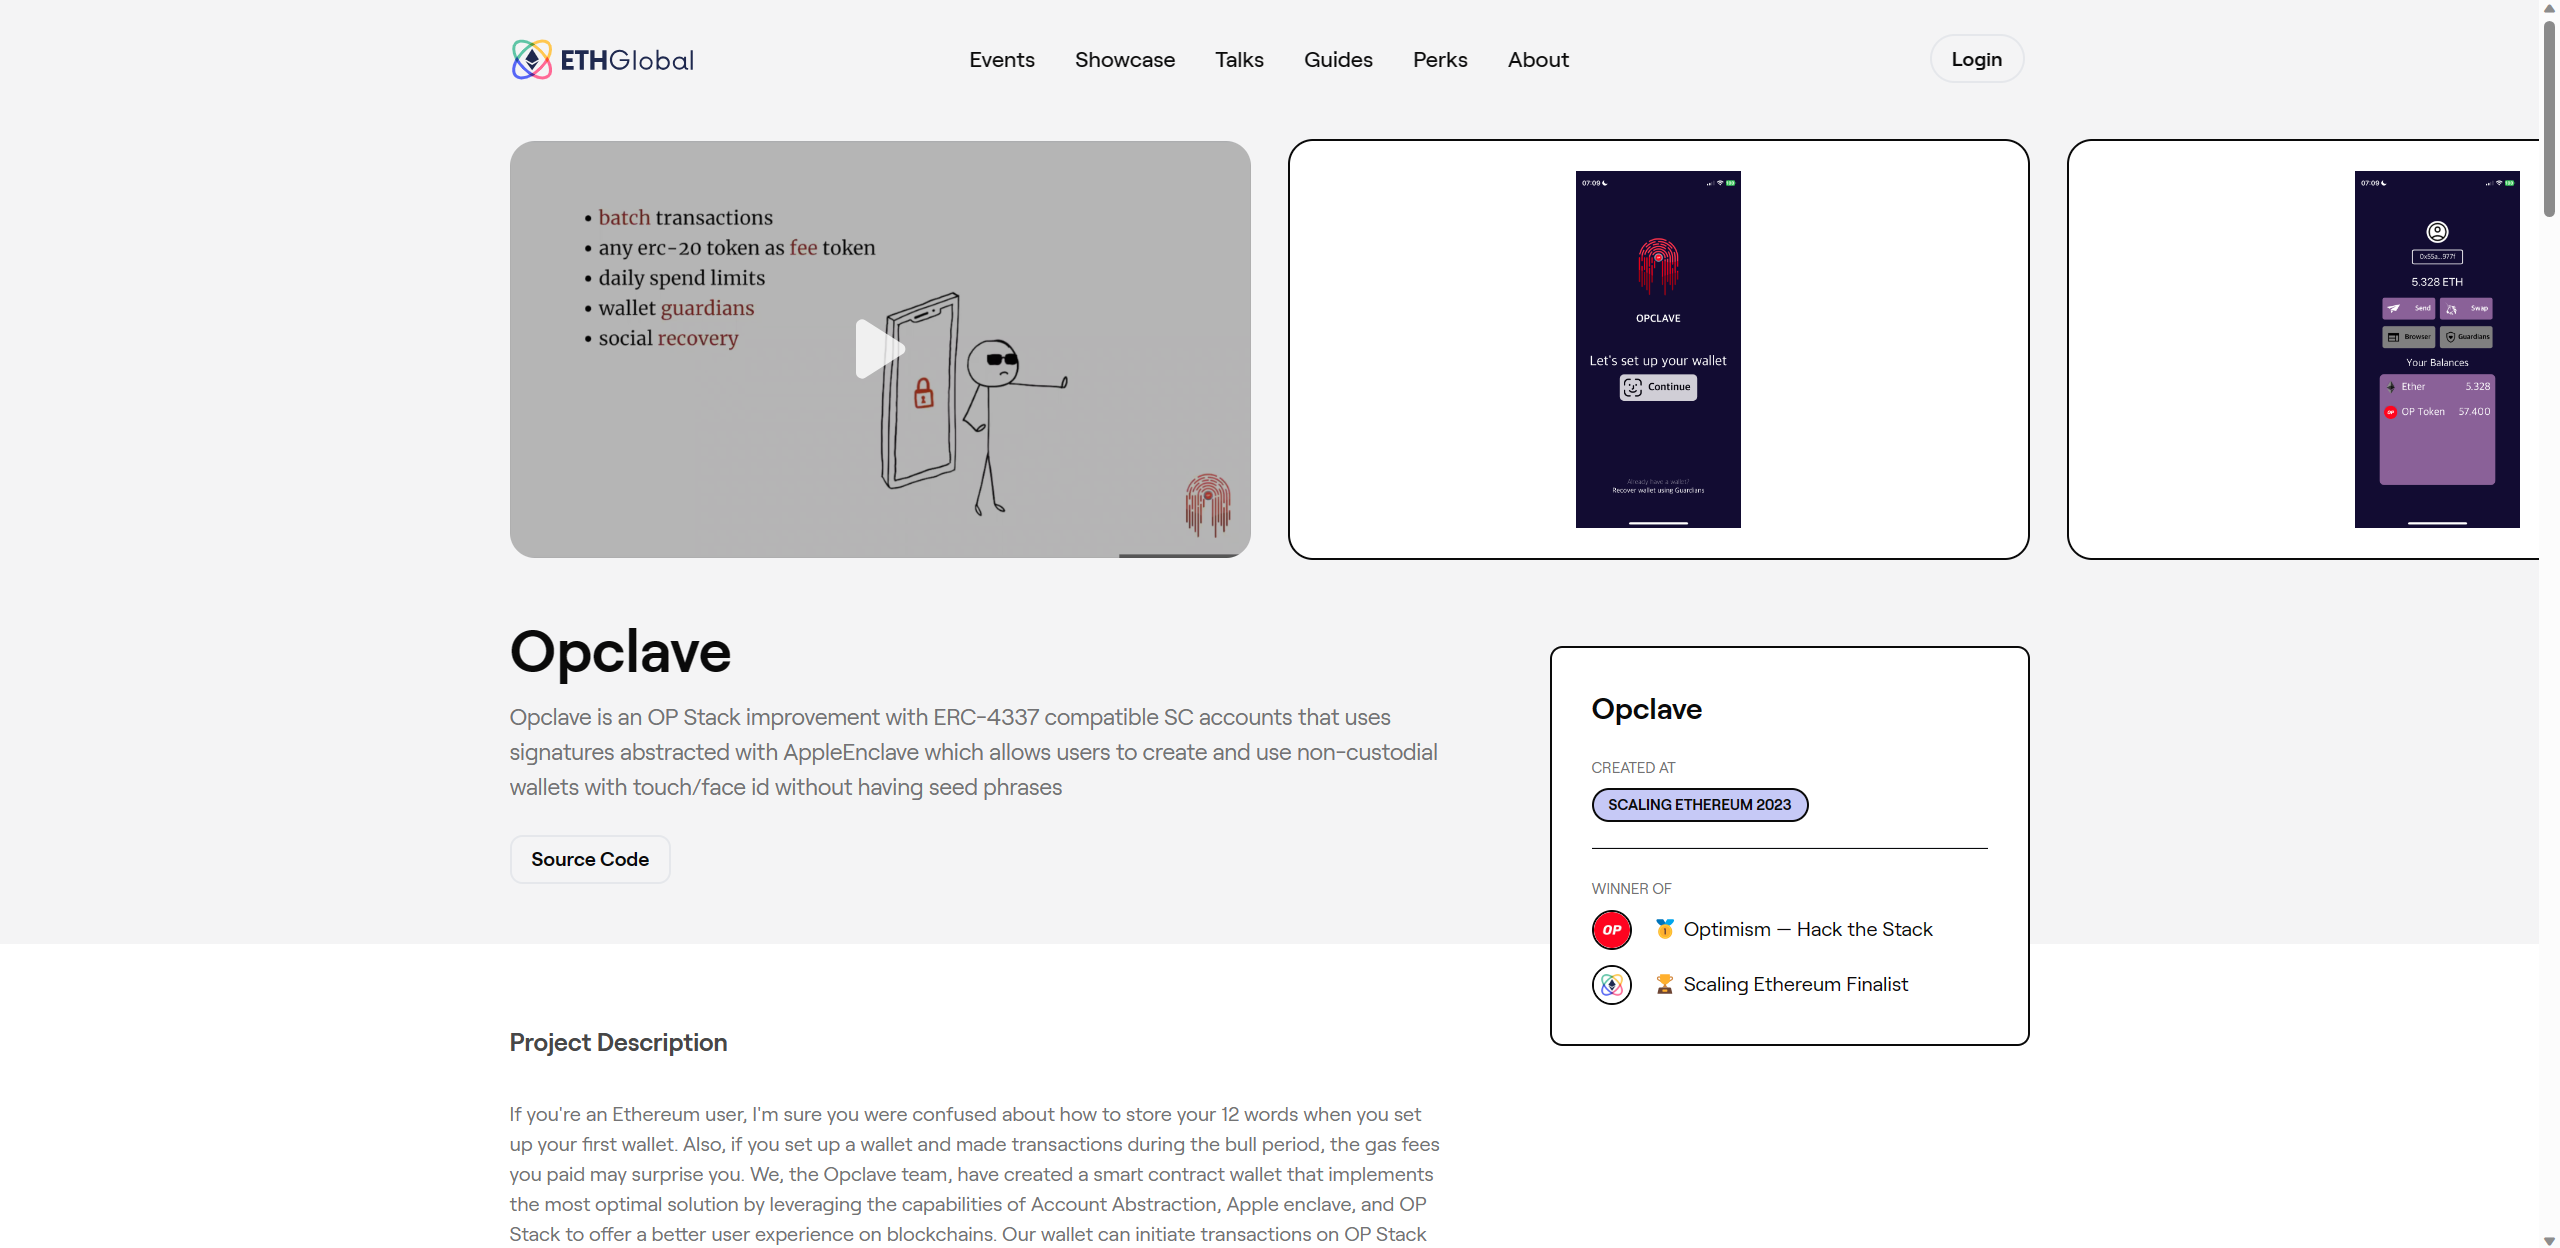 ETHGlobal
Events
Showcase
Talks
Guides
Perks
About
Login
• batch transactions
• any erc-20 token as fee token
• daily spend limits
• wallet guardians
• social recovery
07:09
OPCLAVE
Let's set up your wallet
Continue
Already have a wallet?
Recover wallet using Guardians
07:09
0x55a...977f
5.328 ETH
Send
Swap
Browser
Guardians
Your Balances
Ether 5.328
OP OP Token 57.400
Opclave
Opclave is an OP Stack improvement with ERC-4337 compatible SC accounts that uses
signatures abstracted with AppleEnclave which allows users to create and use non-custodial
wallets with touch/face id without having seed phrases
Source Code
Opclave
CREATED AT
SCALING ETHEREUM 2023
WINNER OF
OP 🥇 Optimism — Hack the Stack
🏆 Scaling Ethereum Finalist
Project Description
If you're an Ethereum user, I'm sure you were confused about how to store your 12 words when you set
up your first wallet. Also, if you set up a wallet and made transactions during the bull period, the gas fees
you paid may surprise you. We, the Opclave team, have created a smart contract wallet that implements
the most optimal solution by leveraging the capabilities of Account Abstraction, Apple enclave, and OP
Stack to offer a better user experience on blockchains. Our wallet can initiate transactions on OP Stack